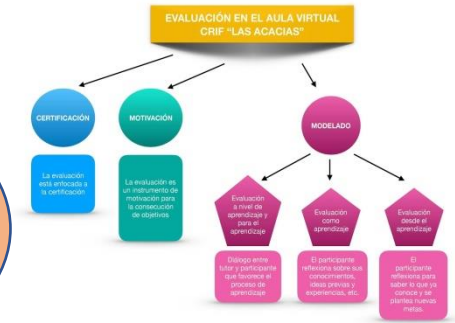 EVALUACIÓN EN EL AULA VIRTUAL
CRIF "LAS ACACIAS"
CERTIFICACIÓN
MOTIVACIÓN
MODELADO
La evaluación
está enfocada a
la certificación
La evaluación es
un instrumento de
motivación para
la consecución
de objetivos
Evaluación
a nivel de
aprendizaje y
para el
aprendizaje
Evaluación
como
aprendizaje
Evaluación
desde el
aprendizaje
Diálogo entre
tutor y participante
que favorece el
proceso de
aprendizaje
El participante
reflexiona sobre sus
conocimientos,
ideas previas y
experiencias, etc.
El
participante
reflexiona para
saber lo que ya
conoce y se
plantea nuevas
metas.